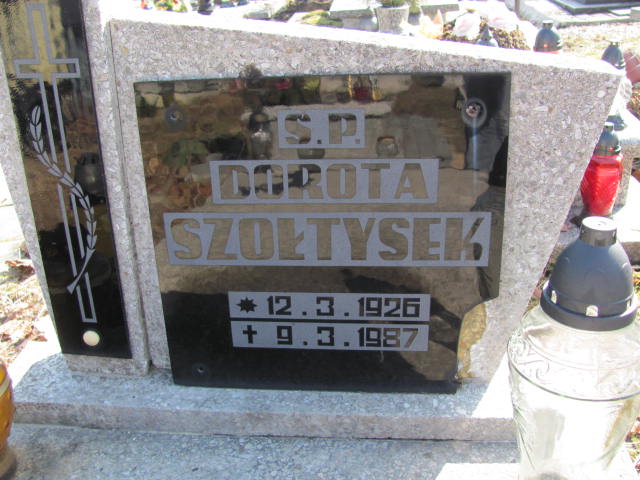 S.P.
DOROTA
SZOŁTYSEK
* 12.3.1926
† 9.3.1987